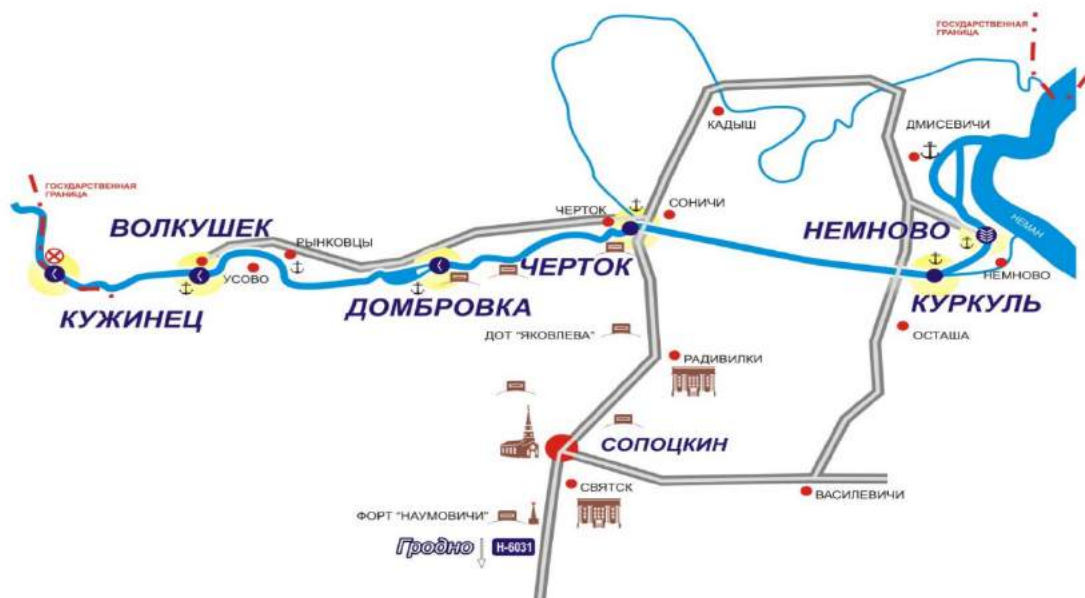 ГОСУДАРСТВЕННАЯ
ГРАНИЦА
КАДЫШ
ДМИСЕВИЧИ
ГОСУДАРСТВЕННАЯ
ГРАНИЦА
ВОЛКУШЕК
РЫНКОВЦЫ
ЧЕРТОК
СОНИЧИ
НЕМНОВО
НЕМАН
УСОВО
ЧЕРТОК
НЕМНОВО
КУЖИНЕЦ
ДОМБРОВКА
КУРКУЛЬ
ДОТ "ЯКОВЛЕВА"
ОСТАША
РАДИВИЛКИ
СОПОЦКИН
СВЯТСК
ВАСИЛЕВИЧИ
ФОРТ "НАУМОВИЧИ"
Гродно
Н-6031